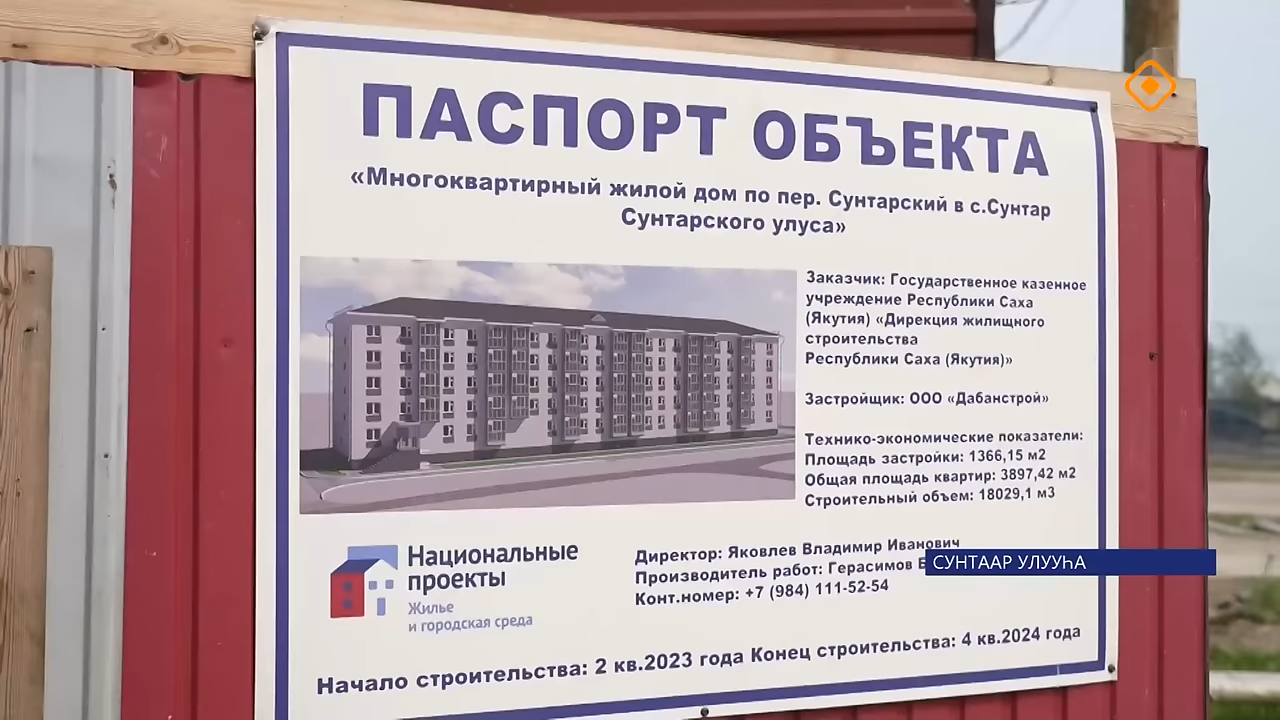 ПАСПОРТ ОБЪЕКТА
«Многоквартирный жилой дом по пер. Сунтарский в с.Сунтар
Сунтарского улуса»
Заказчик: Государственное казенное
учреждение Республики Саха
(Якутия) «Дирекция жилищного
строительства
Республики Саха (Якутия)»
Застройщик: ООО «Дабанстрой»
Технико-экономические показатели:
Площадь застройки: 1366,15 м2
Общая площадь квартир: 3897,42 м2
Строительный объем: 18029,1 м3
Национальные
проекты
Жилье
и городская среда
Директор: Яковлев Владимир Иванович
Производитель работ: Герасимов
Конт.номер: +7 (984) 111-52-54
СУНТААР УЛУУҺА
Начало строительства: 2 кв.2023 года Конец строительства: 4 кв.2024 года